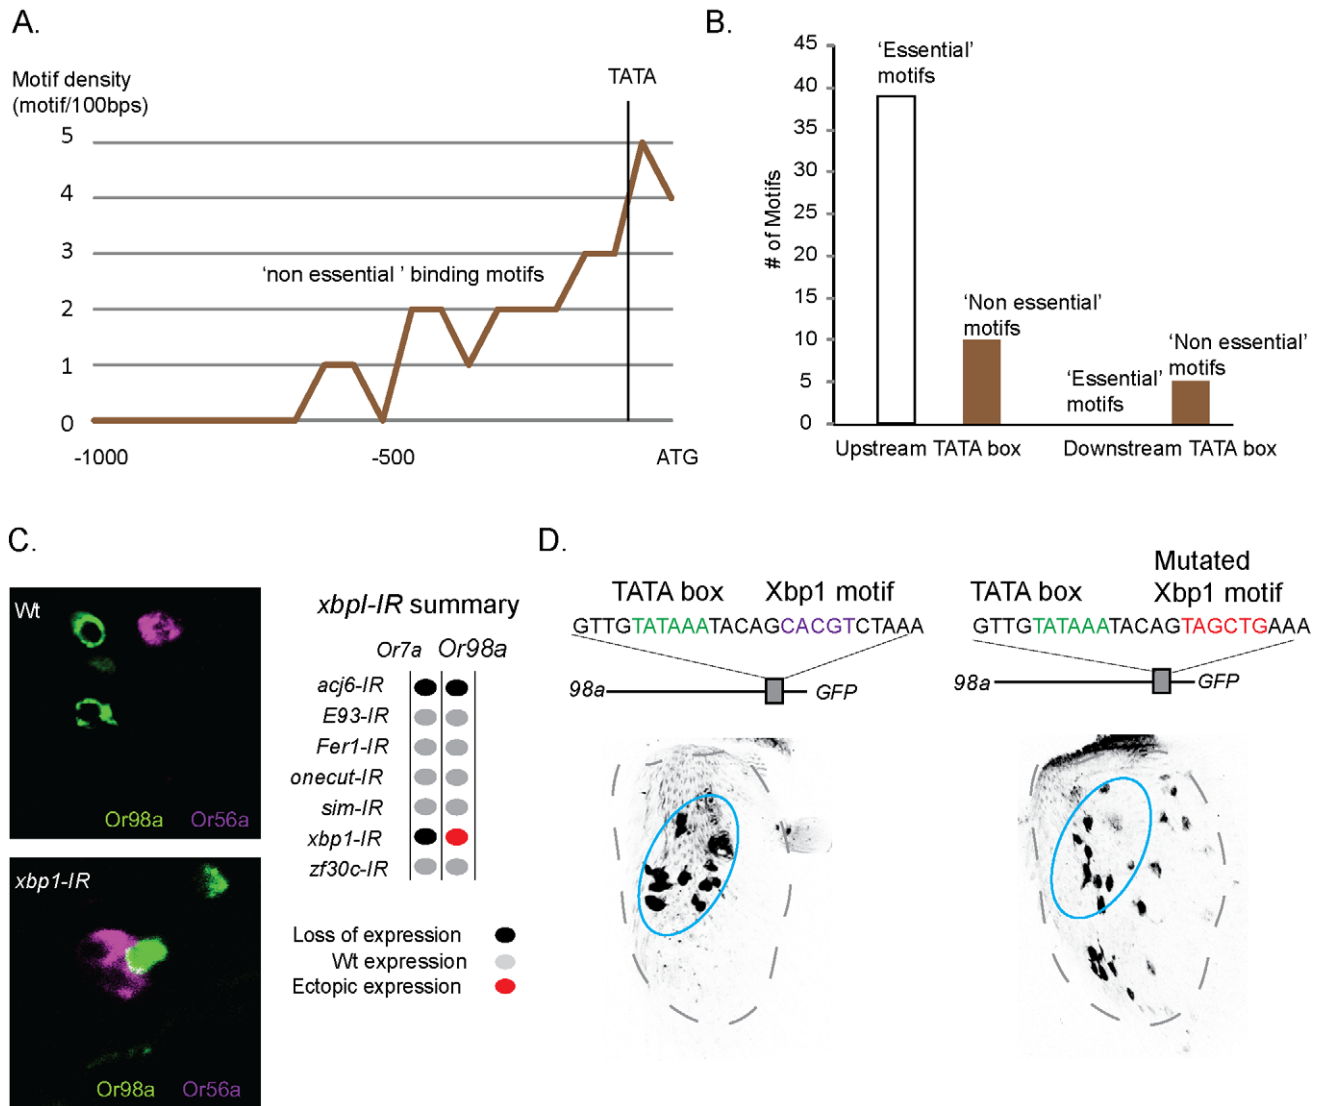 A.
Motif density
(motif/100bps)
TATA
5
4
3
2
1
0
'non essential ' binding motifs
-1000
-500
ATG
B.
# of Motifs
45
40
35
30
25
20
15
10
5
0
'Essential'
motifs
'Non essential'
motifs
'Essential'
motifs
'Non essential'
motifs
Upstream TATA box
Downstream TATA box
C.
Wt
Or98a Or56a
xbp1-IR
Or98a Or56a
xbpl-IR summary
Or7a Or98a
acj6-IR
E93-IR
Fer1-IR
onecut-IR
sim-IR
xbp1-IR
zf30c-IR
Loss of expression
Wt expression
Ectopic expression
D.
TATA box
Xbp1 motif
GTTGTATAAATACAGCACGTCTAAA
98a
GFP
Mutated
TATA box
Xbp1 motif
GTTGTATAAATACAGTAGCTGAAA
98a
GFP